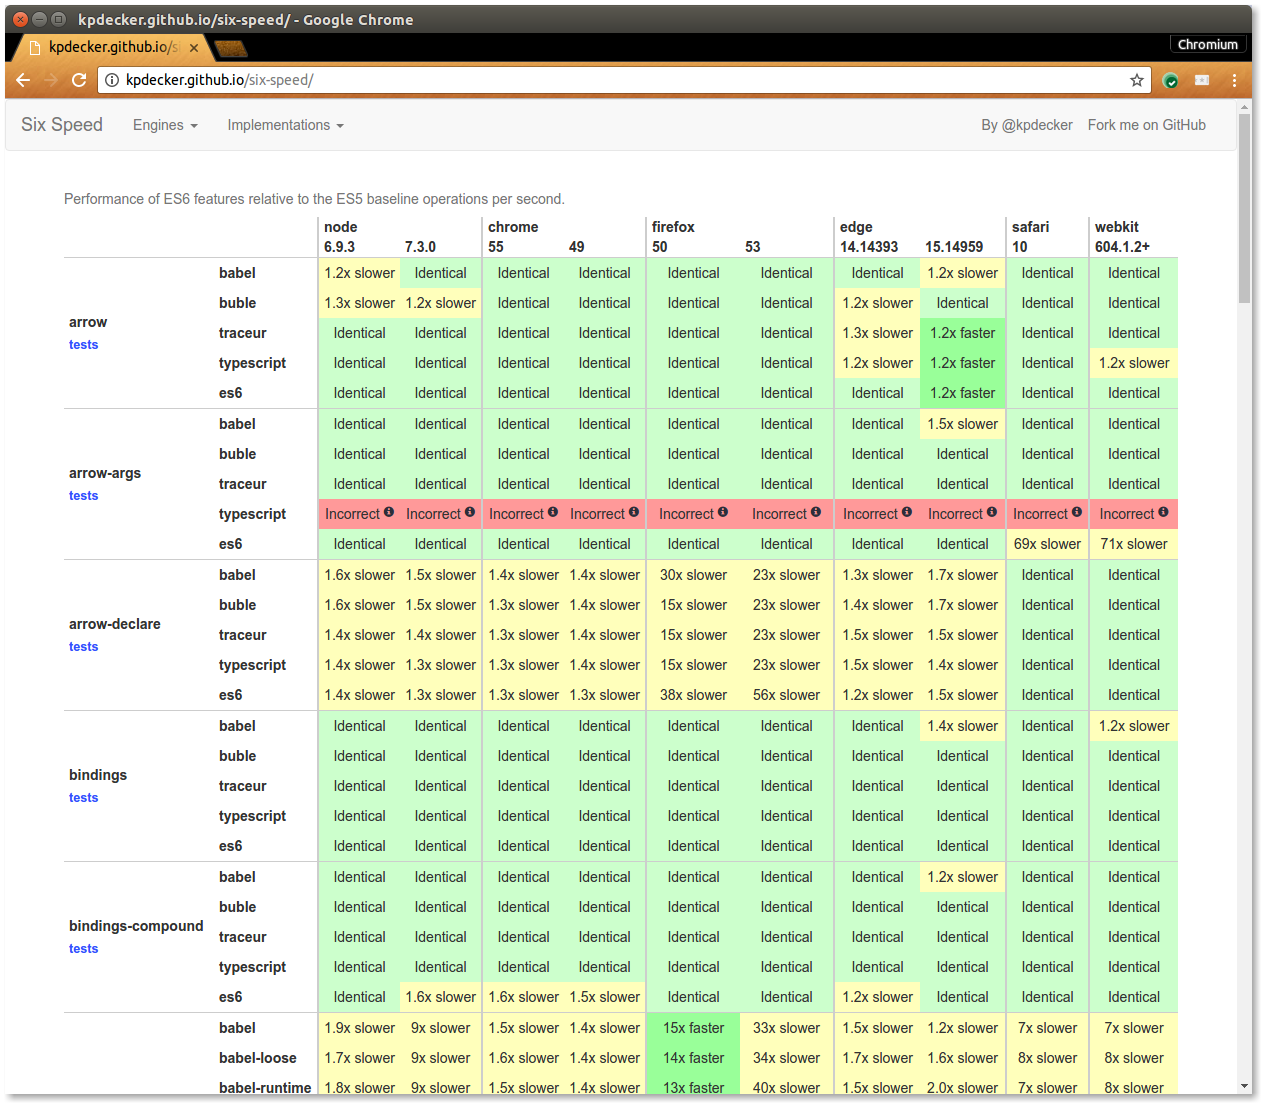 kpdecker.github.io/six-speed/ - Google Chrome
kpdecker.github.io/si
Chromium
kpdecker.github.io/six-speed/
Six Speed Engines Implementations By @kpdecker Fork me on GitHub
Performance of ES6 features relative to the ES5 baseline operations per second.
node chrome firefox edge safari webkit
6.9.3 7.3.0 55 49 50 53 14.14393 15.14959 10 604.1.2+
babel 1.2x slower Identical Identical Identical Identical Identical Identical 1.2x slower Identical Identical
buble 1.3x slower 1.2x slower Identical Identical Identical Identical 1.2x slower Identical Identical Identical
arrow
traceur Identical Identical Identical Identical Identical Identical 1.3x slower 1.2x faster Identical Identical
tests
typescript Identical Identical Identical Identical Identical Identical 1.2x slower 1.2x faster Identical 1.2x slower
es6 Identical Identical Identical Identical Identical Identical Identical 1.2x faster Identical Identical
babel Identical Identical Identical Identical Identical Identical Identical 1.5x slower Identical Identical
buble Identical Identical Identical Identical Identical Identical Identical Identical Identical Identical
arrow-args
traceur Identical Identical Identical Identical Identical Identical Identical Identical Identical Identical
tests
typescript Incorrect Incorrect Incorrect Incorrect Incorrect Incorrect Incorrect Incorrect Incorrect Incorrect
es6 Identical Identical Identical Identical Identical Identical Identical Identical 69x slower 71x slower
babel 1.6x slower 1.5x slower 1.4x slower 1.4x slower 30x slower 23x slower 1.3x slower 1.7x slower Identical Identical
buble 1.6x slower 1.5x slower 1.3x slower 1.4x slower 15x slower 23x slower 1.4x slower 1.7x slower Identical Identical
arrow-declare
traceur 1.4x slower 1.4x slower 1.3x slower 1.4x slower 15x slower 23x slower 1.5x slower 1.5x slower Identical Identical
tests
typescript 1.4x slower 1.3x slower 1.3x slower 1.4x slower 15x slower 23x slower 1.5x slower 1.4x slower Identical Identical
es6 1.4x slower 1.3x slower 1.3x slower 1.3x slower 38x slower 56x slower 1.2x slower 1.5x slower Identical Identical
babel Identical Identical Identical Identical Identical Identical Identical 1.4x slower Identical 1.2x slower
buble Identical Identical Identical Identical Identical Identical Identical Identical Identical Identical
bindings
traceur Identical Identical Identical Identical Identical Identical Identical Identical Identical Identical
tests
typescript Identical Identical Identical Identical Identical Identical Identical Identical Identical Identical
es6 Identical Identical Identical Identical Identical Identical Identical Identical Identical Identical
babel Identical Identical Identical Identical Identical Identical Identical 1.2x slower Identical Identical
buble Identical Identical Identical Identical Identical Identical Identical Identical Identical Identical
bindings-compound
traceur Identical Identical Identical Identical Identical Identical Identical Identical Identical Identical
tests
typescript Identical Identical Identical Identical Identical Identical Identical Identical Identical Identical
es6 Identical 1.6x slower 1.6x slower 1.5x slower Identical Identical 1.2x slower Identical Identical Identical
babel 1.9x slower 9x slower 1.5x slower 1.4x slower 15x faster 33x slower 1.5x slower 1.2x slower 7x slower 7x slower
babel-loose 1.7x slower 9x slower 1.6x slower 1.4x slower 14x faster 34x slower 1.7x slower 1.6x slower 8x slower 8x slower
babel-runtime 1.8x slower 9x slower 1.5x slower 1.4x slower 13x faster 40x slower 1.5x slower 2.0x slower 7x slower 8x slower